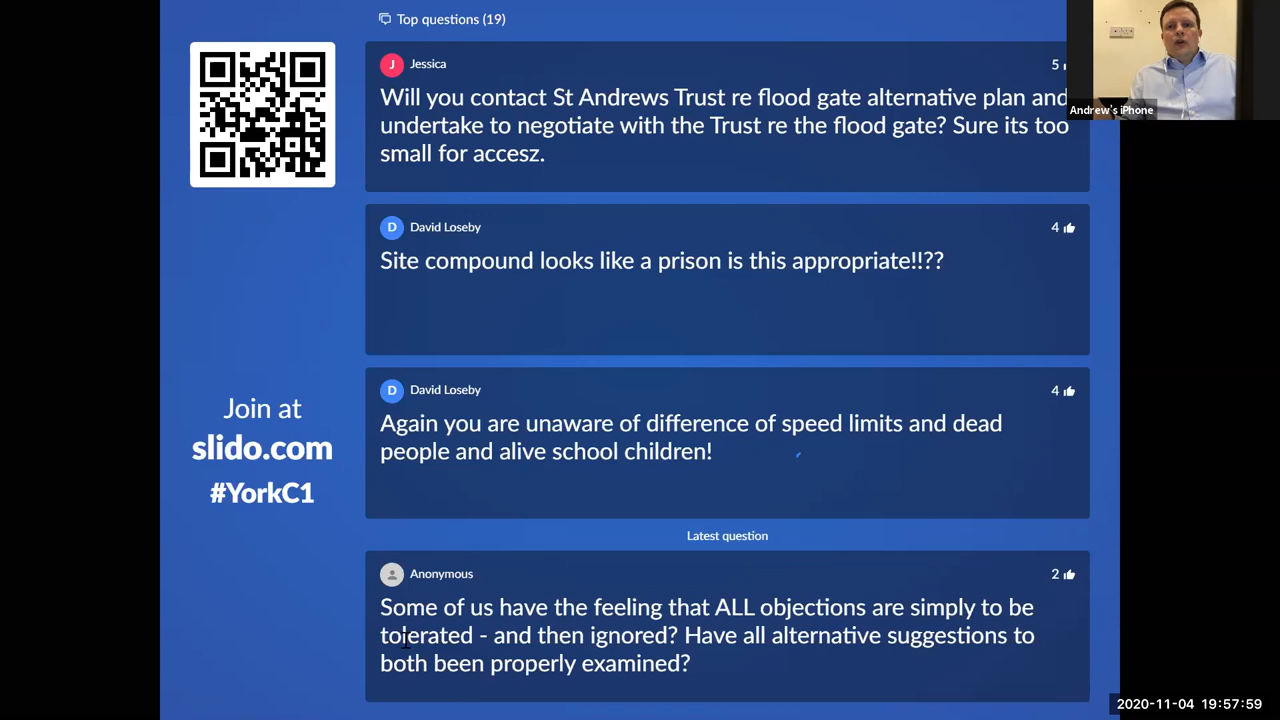 Top questions (19)
J Jessica
5
Will you contact St Andrews Trust re flood gate alternative plan and
undertake to negotiate with the Trust re the flood gate? Sure its too
small for accesz.
Andrew's iPhone
D David Loseby
4
Site compound looks like a prison is this appropriate!!??
D David Loseby
4
Again you are unaware of difference of speed limits and dead
people and alive school children!
Join at
slido.com
#YorkC1
Latest question
Anonymous
2
Some of us have the feeling that ALL objections are simply to be
tolerated - and then ignored? Have all alternative suggestions to
both been properly examined?
2020-11-04 19:57:59